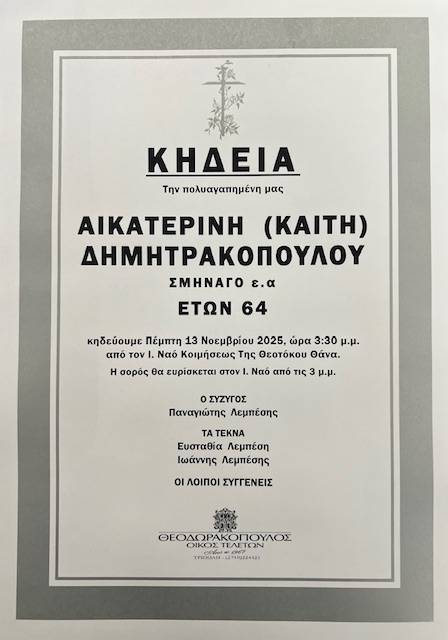 ΚΗΔΕΙΑ
Την πολυαγαπημένη μας
ΑΙΚΑΤΕΡΙΝΗ (ΚΑΙΤΗ)
ΔΗΜΗΤΡΑΚΟΠΟΥΛΟΥ
ΣΜΗΝΑΓΟ ε.α
ΕΤΩΝ 64
κηδεύουμε Πέμπτη 13 Νοεμβρίου 2025, ώρα 3:30 μ.μ.
από τον Ι. Ναό Κοιμήσεως Της Θεοτόκου Θάνα.
Η σορός θα ευρίσκεται στον Ι. Ναό από τις 3 μ.μ.
Ο ΣΥΖΥΓΟΣ
Παναγιώτης Λεμπέσης
ΤΑ ΤΕΚΝΑ
Ευσταθία Λεμπέση
Ιωάννης Λεμπέσης
ΟΙ ΛΟΙΠΟΙ ΣΥΓΓΕΝΕΙΣ
ΘΕΟΔΩΡΑΚΟΠΟΥΛΟΣ
ΟΙΚΟΣ ΤΕΛΕΤΩΝ
1967